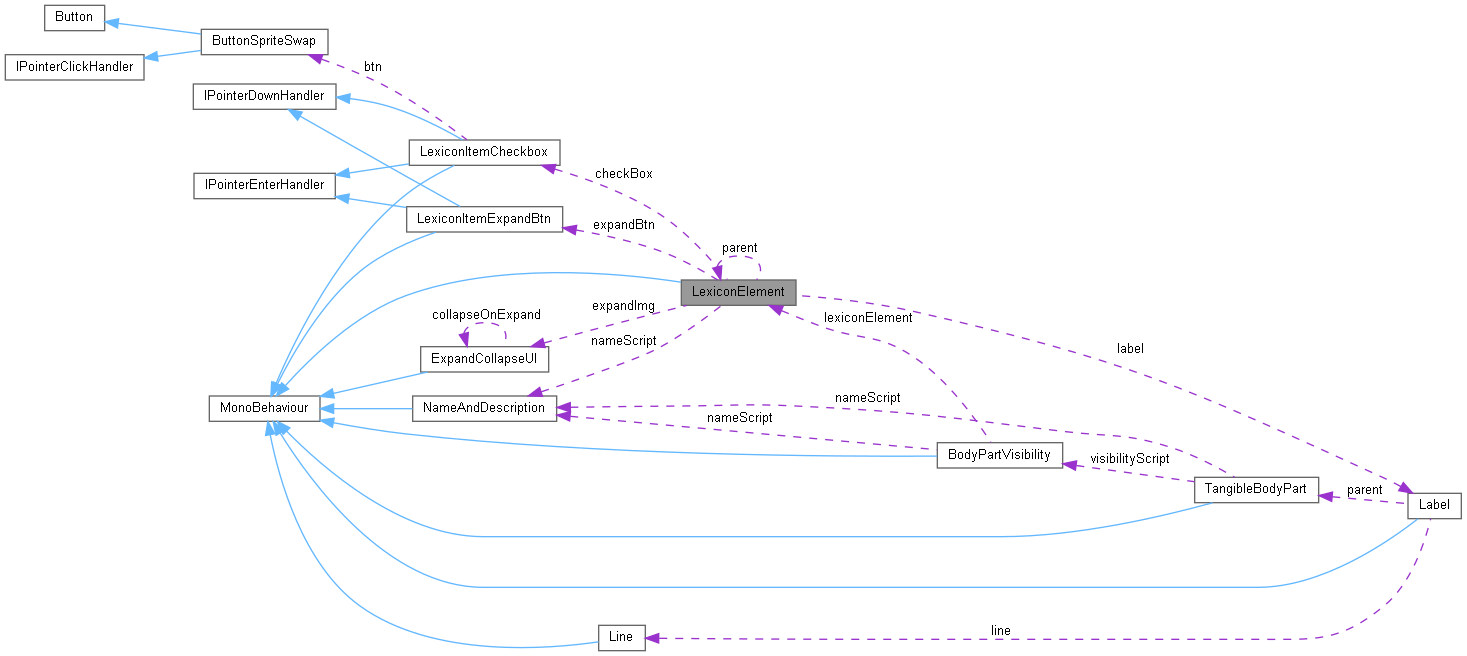 Button
ButtonSpriteSwap
IPointerClickHandler
btn
IPointerDownHandler
LexiconItemCheckbox
checkBox
IPointerEnterHandler
LexiconItemExpandBtn
expandBtn
parent
LexiconElement
expandImg
collapseOnExpand
lexiconElement
nameScript
label
ExpandCollapseUI
nameScript
MonoBehaviour
NameAndDescription
nameScript
BodyPartVisibility
visibilityScript
TangibleBodyPart
parent
Label
line
Line